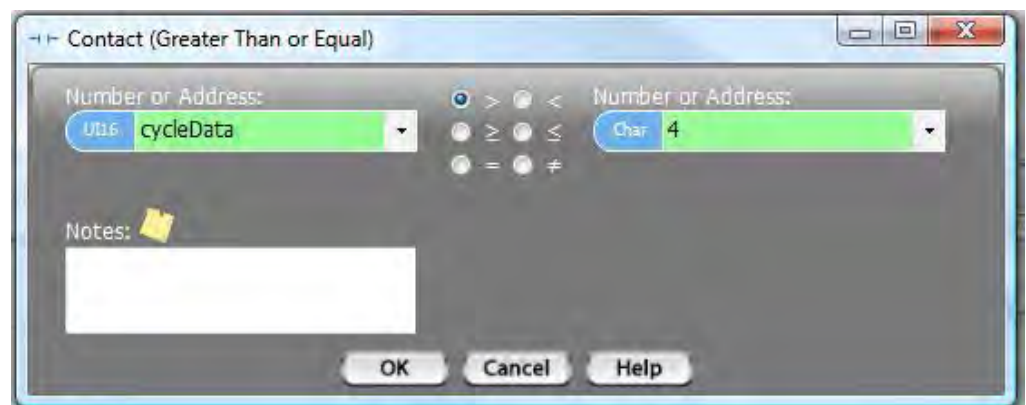 Contact (Greater Than or Equal)
Number or Address: > < Number or Address:
UI16 cycleData ≥ ≤ Char 4
= ≠
Notes:
OK Cancel Help